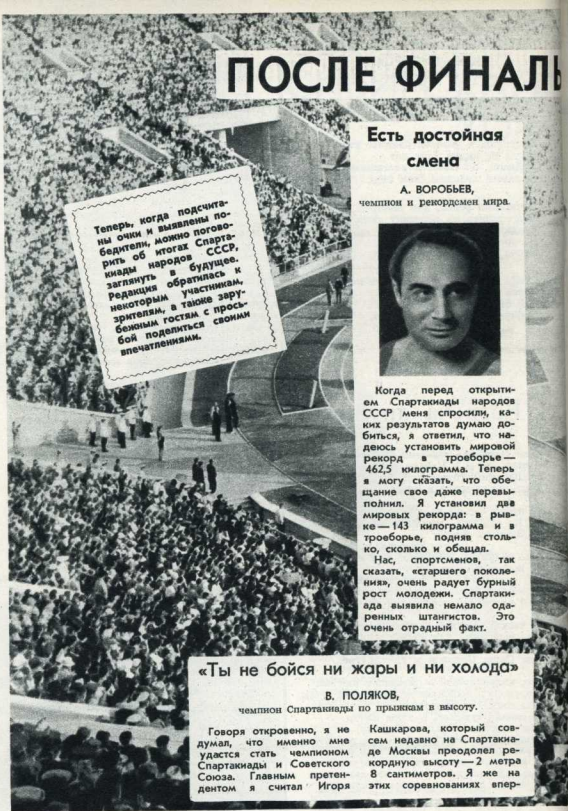 ПОСЛЕ ФИНАЛЬ
Теперь, когда подсчита-
ны очки и выявлены по-
бедители, можно погово-
рить об итогах Спарта-
киады народов СССР,
заглянуть в будущее.
Редакция обратилась к
некоторым участникам,
зрителям, а также зару-
бежным гостям с прось-
бой поделиться своими
впечатлениями.
Есть достойная
смена
А. ВОРОБЬЕВ,
чемпион и рекордсмен мира.
Когда перед открыти-
ем Спартакиады народов
СССР меня спросили, ка-
ких результатов думаю до-
биться, я ответил, что на-
деюсь установить мировой
рекорд в троеборье —
462,5 килограмма. Теперь
я могу сказать, что обе-
щание свое даже перевы-
полнил. Я установил два
мировых рекорда: в рыв-
ке — 143 килограмма и в
троеборье, подняв столь-
ко, сколько и обещал.
Нас, спортсменов, так
сказать, «старшего поколе-
ния», очень радует бурный
рост молодежи. Спартаки-
ада выявила немало ода-
ренных штангистов. Это
очень отрадный факт.
«Ты не бойся ни жары и ни холода»
В. ПОЛЯКОВ,
чемпион Спартакиады по прыжкам в высоту.
Говоря откровенно, я не
думал, что именно мне
удастся стать чемпионом
Спартакиады и Советского
Союза. Главным претен-
дентом я считал Игоря
Кашкарова, который сов-
сем недавно на Спартакиа-
де Москвы преодолел ре-
кордную высоту — 2 метра
8 сантиметров. Я же на
этих соревнованиях впер-